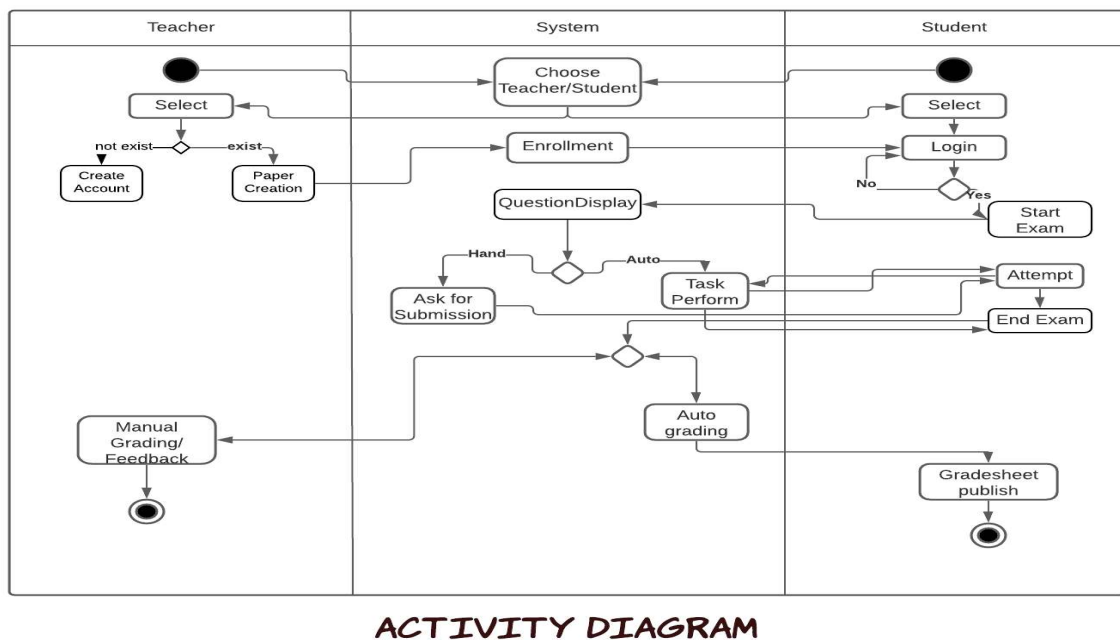 Teacher
System
Student
Choose
Teacher/Student
Select
Select
not exist
exist
Enrollment
Login
Create
Account
Paper
Creation
No
Yes
QuestionDisplay
Start
Exam
Hand
Auto
Ask for
Submission
Task
Perform
Attempt
End Exam
Manual
Grading/
Feedback
Auto
grading
Gradesheet
publish
ACTIVITY DIAGRAM